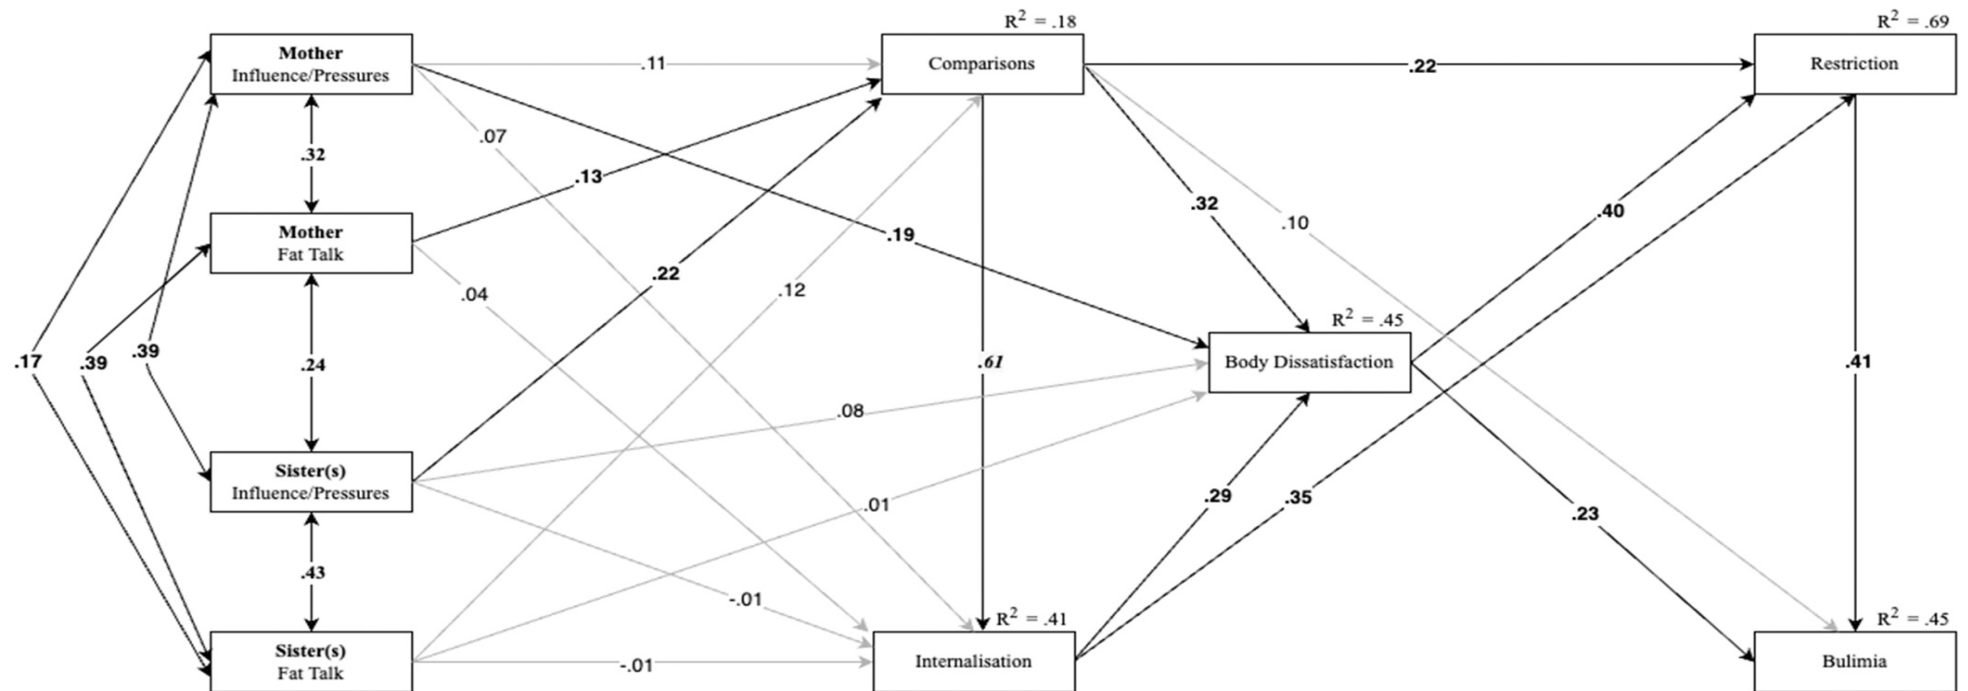 R² = .18
R² = .69
Mother
Influence/Pressures
.11
Comparisons
.22
Restriction
.07
.32
.13
.32
.10
.40
Mother
Fat Talk
.19
.22
.04
.12
R² = .45
.17
.39
.39
.24
.61
Body Dissatisfaction
.41
.08
Sister(s)
Influence/Pressures
.01
.29
.35
.23
.43
-.01
R² = .41
R² = .45
Sister(s)
Fat Talk
-.01
Internalisation
Bulimia